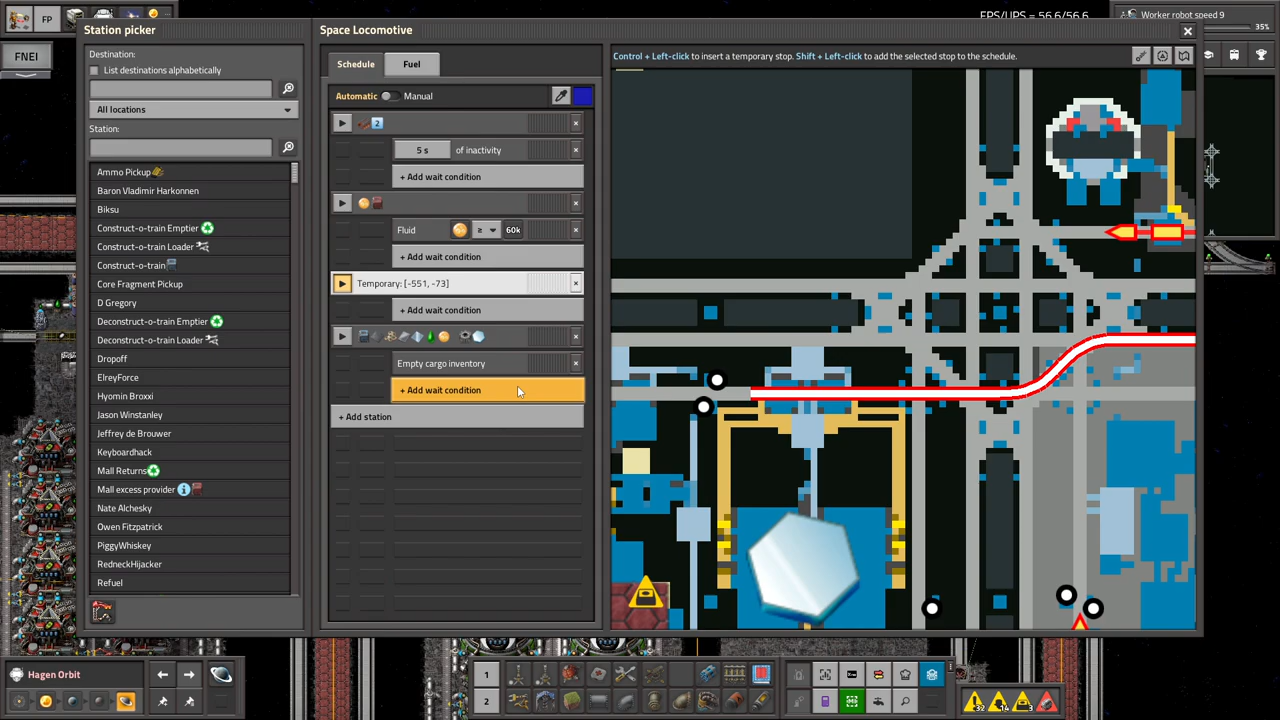 FP
FPS/UPS = 56.6/56.6
Worker robot speed 9
35%
FNEI
Station picker
Destination:
List destinations alphabetically
All locations
Station:
Ammo Pickup
Baron Vladimir Harkonnen
Biksu
Construct-o-train Emptier
Construct-o-train Loader
Construct-o-train
Core Fragment Pickup
D Gregory
Deconstruct-o-train Emptier
Deconstruct-o-train Loader
Dropoff
ElreyForce
Hyomin Broxxi
Jason Winstanley
Jeffrey de Brouwer
Keyboardhack
Mall Returns
Mall excess provider
Nate Alchesky
Owen Fitzpatrick
PiggyWhiskey
RedneckHijacker
Refuel
Space Locomotive
Schedule
Fuel
Automatic
Manual
2
5 s
of inactivity
+ Add wait condition
Fluid
≥
60k
+ Add wait condition
Temporary: [-551, -73]
+ Add wait condition
Empty cargo inventory
+ Add wait condition
+ Add station
Control + Left-click to insert a temporary stop. Shift + Left-click to add the selected stop to the schedule.
Hagen Orbit
1
2